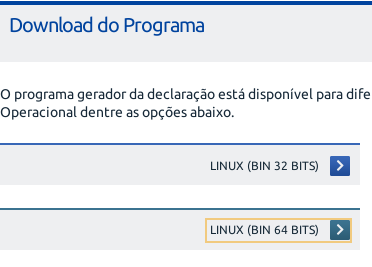 Download do Programa
O programa gerador da declaração está disponível para dife
Operacional dentre as opções abaixo.
LINUX (BIN 32 BITS)
LINUX (BIN 64 BITS)